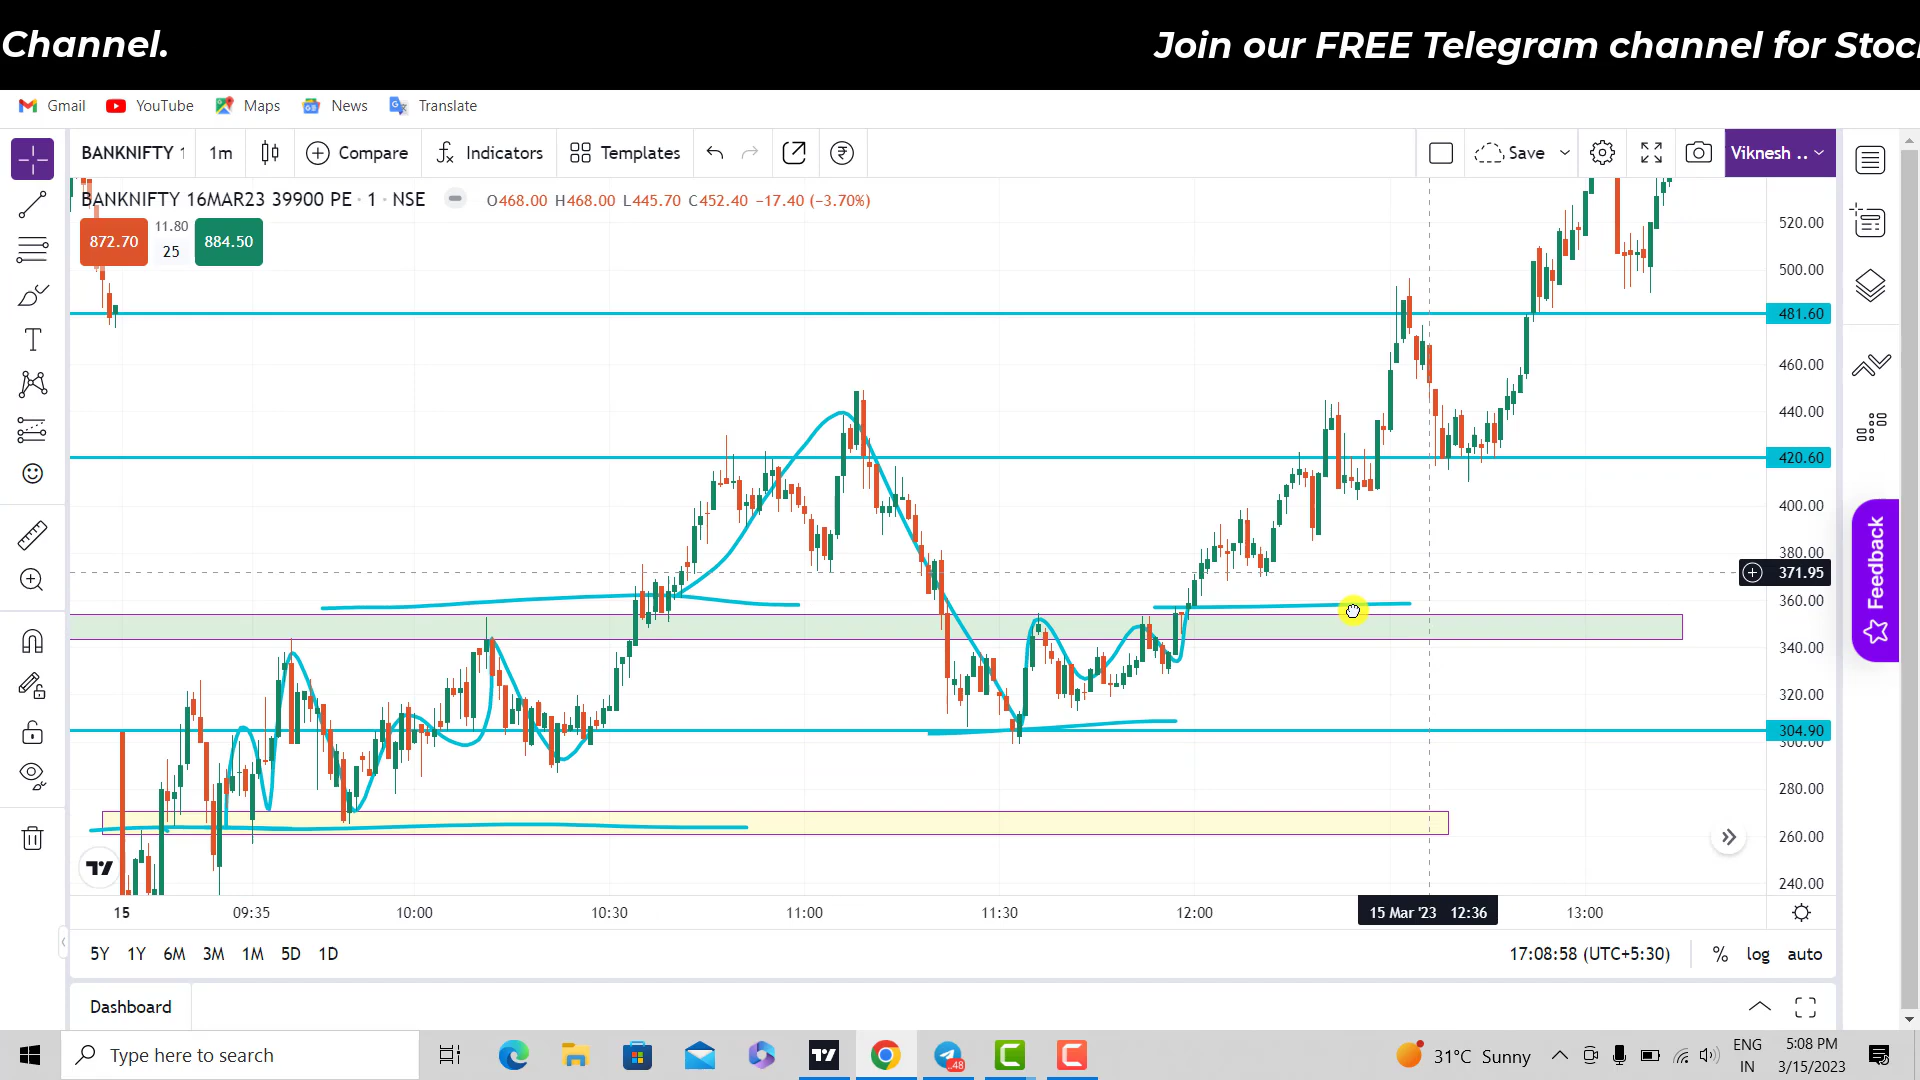 Channel.
Join our FREE Telegram channel for Stoc
Gmail YouTube Maps News Translate
BANKNIFTY 1 1m Compare Indicators Templates Save Viknesh ..
BANKNIFTY 16MAR23 39900 PE · 1 · NSE O468.00 H468.00 L445.70 C452.40 −17.40 (−3.70%)
872.70 11.80 25 884.50
520.00
500.00
481.60
460.00
440.00
420.60
400.00
380.00
371.95
360.00
340.00
320.00
304.90
300.00
280.00
260.00
240.00
Feedback
15 09:35 10:00 10:30 11:00 11:30 12:00 15 Mar '23 12:36 13:00
5Y 1Y 6M 3M 1M 5D 1D 17:08:58 (UTC+5:30) % log auto
Dashboard
Type here to search 48 31°C Sunny ENG IN 5:08 PM 3/15/2023